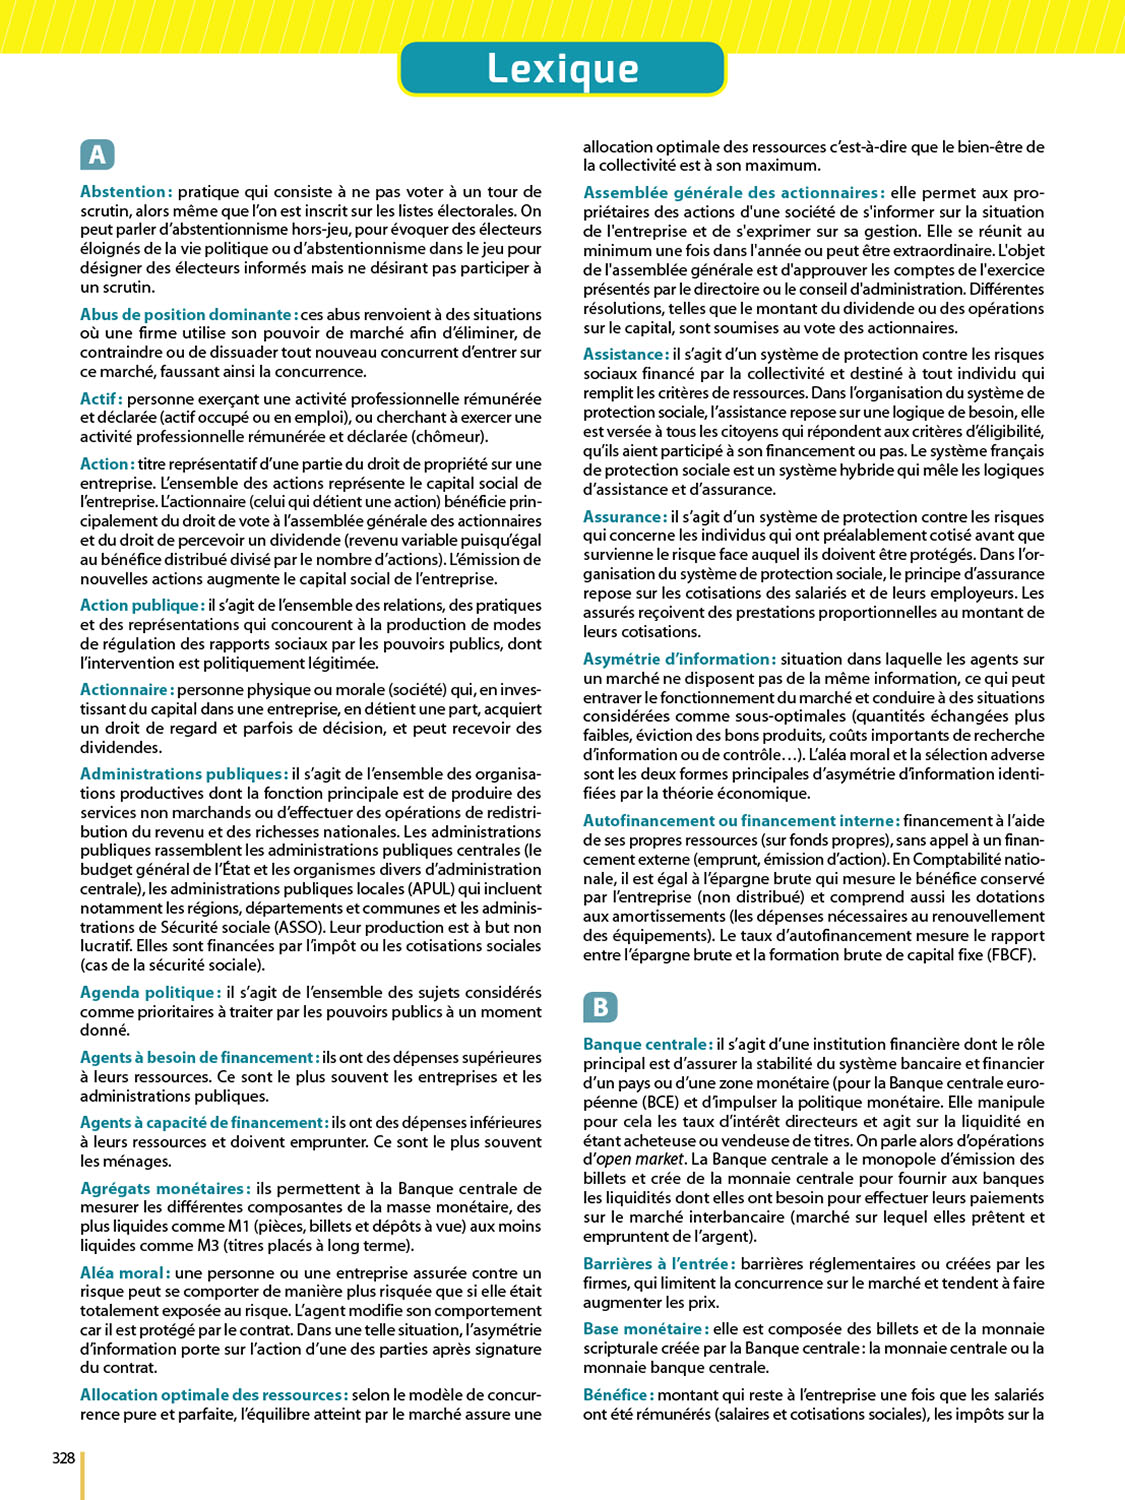 Lexique
A
Abstention : pratique qui consiste à ne pas voter à un tour de
scrutin, alors même que l’on est inscrit sur les listes électorales. On
peut parler d’abstentionnisme hors-jeu, pour évoquer des électeurs
éloignés de la vie politique ou d’abstentionnisme dans le jeu pour
désigner des électeurs informés mais ne désirant pas participer à
un scrutin.
Abus de position dominante : ces abus renvoient à des situations
où une firme utilise son pouvoir de marché afin d’éliminer, de
contraindre ou de dissuader tout nouveau concurrent d’entrer sur
ce marché, faussant ainsi la concurrence.
Actif : personne exerçant une activité professionnelle rémunérée
et déclarée (actif occupé ou en emploi), ou cherchant à exercer une
activité professionnelle rémunérée et déclarée (chômeur).
Action : titre représentatif d’une partie du droit de propriété sur une
entreprise. L’ensemble des actions représente le capital social de
l’entreprise. L’actionnaire (celui qui détient une action) bénéficie prin-
cipalement du droit de vote à l’assemblée générale des actionnaires
et du droit de percevoir un dividende (revenu variable puisqu’égal
au bénéfice distribué divisé par le nombre d’actions). L’émission de
nouvelles actions augmente le capital social de l’entreprise.
Action publique : il s’agit de l’ensemble des relations, des pratiques
et des représentations qui concourent à la production de modes
de régulation des rapports sociaux par les pouvoirs publics, dont
l’intervention est politiquement légitimée.
Actionnaire : personne physique ou morale (société) qui, en inves-
tissant du capital dans une entreprise, en détient une part, acquiert
un droit de regard et parfois de décision, et peut recevoir des
dividendes.
Administrations publiques : il s’agit de l’ensemble des organisa-
tions productives dont la fonction principale est de produire des
services non marchands ou d’effectuer des opérations de redistri-
bution du revenu et des richesses nationales. Les administrations
publiques rassemblent les administrations publiques centrales (le
budget général de l’État et les organismes divers d’administration
centrale), les administrations publiques locales (APUL) qui incluent
notamment les régions, départements et communes et les adminis-
trations de Sécurité sociale (ASSO). Leur production est à but non
lucratif. Elles sont financées par l’impôt ou les cotisations sociales
(cas de la sécurité sociale).
Agenda politique : il s’agit de l’ensemble des sujets considérés
comme prioritaires à traiter par les pouvoirs publics à un moment
donné.
Agents à besoin de financement : ils ont des dépenses supérieures
à leurs ressources. Ce sont le plus souvent les entreprises et les
administrations publiques.
Agents à capacité de financement : ils ont des dépenses inférieures
à leurs ressources et doivent emprunter. Ce sont le plus souvent
les ménages.
Agrégats monétaires : ils permettent à la Banque centrale de
mesurer les différentes composantes de la masse monétaire, des
plus liquides comme M1 (pièces, billets et dépôts à vue) aux moins
liquides comme M3 (titres placés à long terme).
Aléa moral : une personne ou une entreprise assurée contre un
risque peut se comporter de manière plus risquée que si elle était
totalement exposée au risque. L’agent modifie son comportement
car il est protégé par le contrat. Dans une telle situation, l’asymétrie
d’information porte sur l’action d’une des parties après signature
du contrat.
Allocation optimale des ressources : selon le modèle de concur-
rence pure et parfaite, l’équilibre atteint par le marché assure une
allocation optimale des ressources c’est-à-dire que le bien-être de
la collectivité est à son maximum.
Assemblée générale des actionnaires : elle permet aux pro-
priétaires des actions d'une société de s'informer sur la situation
de l'entreprise et de s'exprimer sur sa gestion. Elle se réunit au
minimum une fois dans l'année ou peut être extraordinaire. L'objet
de l'assemblée générale est d'approuver les comptes de l'exercice
présentés par le directoire ou le conseil d'administration. Différentes
résolutions, telles que le montant du dividende ou des opérations
sur le capital, sont soumises au vote des actionnaires.
Assistance : il s’agit d’un système de protection contre les risques
sociaux financé par la collectivité et destiné à tout individu qui
remplit les critères de ressources. Dans l’organisation du système de
protection sociale, l’assistance repose sur une logique de besoin, elle
est versée à tous les citoyens qui répondent aux critères d’éligibilité,
qu’ils aient participé à son financement ou pas. Le système français
de protection sociale est un système hybride qui mêle les logiques
d’assistance et d’assurance.
Assurance : il s’agit d’un système de protection contre les risques
qui concerne les individus qui ont préalablement cotisé avant que
survienne le risque face auquel ils doivent être protégés. Dans l’or-
ganisation du système de protection sociale, le principe d’assurance
repose sur les cotisations des salariés et de leurs employeurs. Les
assurés reçoivent des prestations proportionnelles au montant de
leurs cotisations.
Asymétrie d’information : situation dans laquelle les agents sur
un marché ne disposent pas de la même information, ce qui peut
entraver le fonctionnement du marché et conduire à des situations
considérées comme sous-optimales (quantités échangées plus
faibles, éviction des bons produits, coûts importants de recherche
d’information ou de contrôle…). L’aléa moral et la sélection adverse
sont les deux formes principales d’asymétrie d’information identi-
fiées par la théorie économique.
Autofinancement ou financement interne : financement à l’aide
de ses propres ressources (sur fonds propres), sans appel à un finan-
cement externe (emprunt, émission d’action). En Comptabilité natio-
nale, il est égal à l’épargne brute qui mesure le bénéfice conservé
par l’entreprise (non distribué) et comprend aussi les dotations
aux amortissements (les dépenses nécessaires au renouvellement
des équipements). Le taux d’autofinancement mesure le rapport
entre l’épargne brute et la formation brute de capital fixe (FBCF).
B
Banque centrale : il s’agit d’une institution financière dont le rôle
principal est d’assurer la stabilité du système bancaire et financier
d’un pays ou d’une zone monétaire (pour la Banque centrale euro-
péenne (BCE) et d’impulser la politique monétaire. Elle manipule
pour cela les taux d’intérêt directeurs et agit sur la liquidité en
étant acheteuse ou vendeuse de titres. On parle alors d’opérations
d’open market. La Banque centrale a le monopole d’émission des
billets et crée de la monnaie centrale pour fournir aux banques
les liquidités dont elles ont besoin pour effectuer leurs paiements
sur le marché interbancaire (marché sur lequel elles prêtent et
empruntent de l’argent).
Barrières à l’entrée : barrières réglementaires ou créées par les
firmes, qui limitent la concurrence sur le marché et tendent à faire
augmenter les prix.
Base monétaire : elle est composée des billets et de la monnaie
scripturale créée par la Banque centrale : la monnaie centrale ou la
monnaie banque centrale.
Bénéfice : montant qui reste à l’entreprise une fois que les salariés
ont été rémunérés (salaires et cotisations sociales), les impôts sur la
328